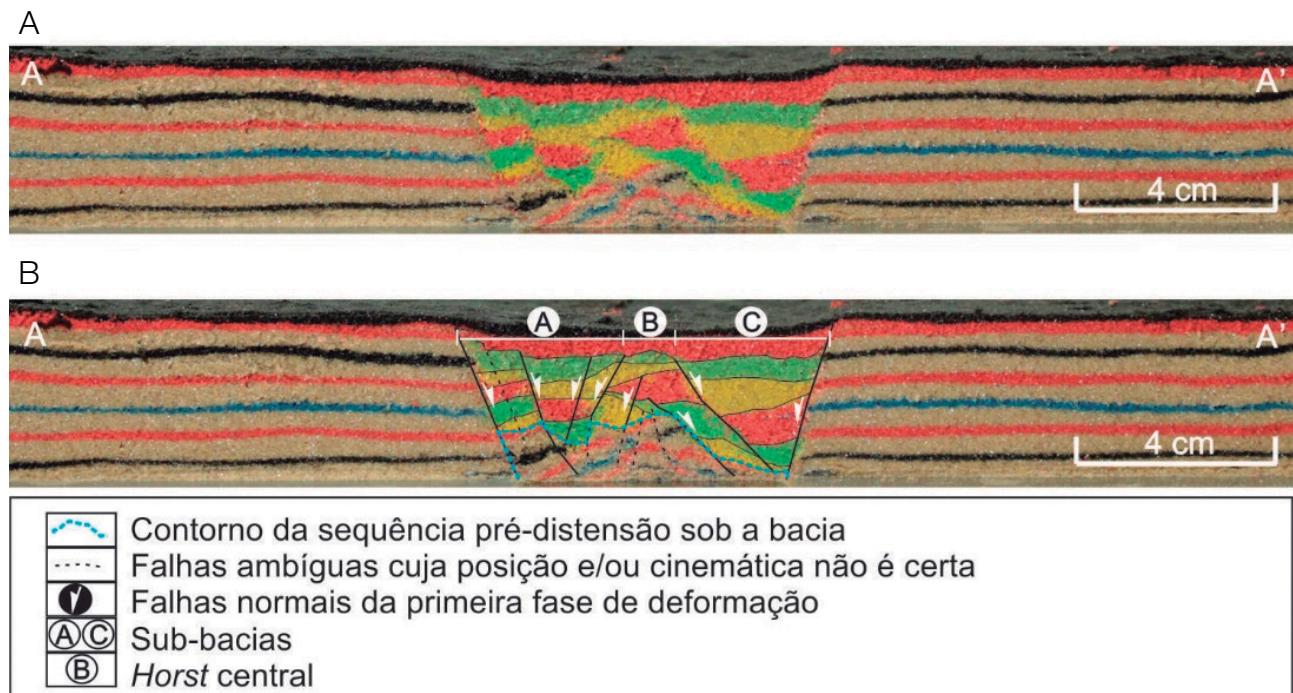 A
A A'
4 cm
B
A B C
A A'
4 cm
Contorno da sequência pré-distensão sob a bacia
Falhas ambíguas cuja posição e/ou cinemática não é certa
Falhas normais da primeira fase de deformação
A C Sub-bacias
B Horst central